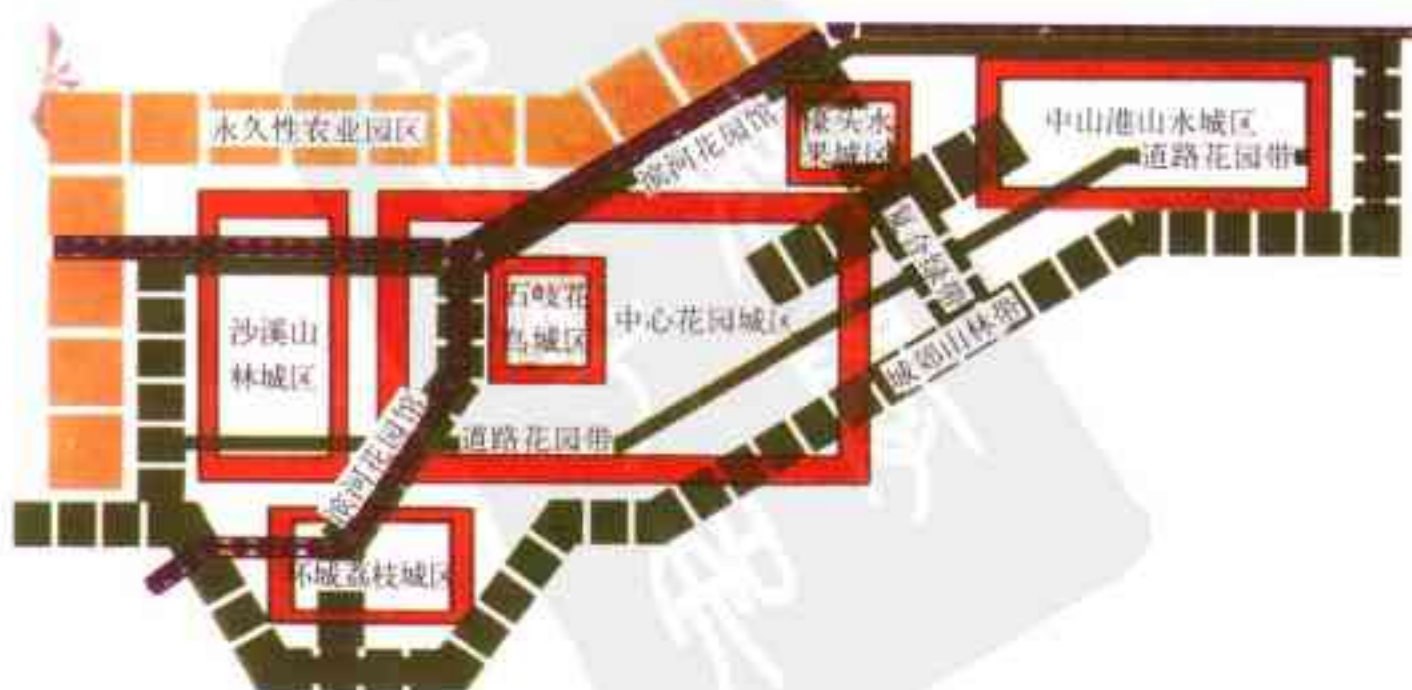 永久性农业园区
滨河花园馆
濠头水
果城区
中山港山水城区
道路花园带
沙溪山
林城区
石岐花
鸟城区
中心花园城区
城郊山林带
道路花园带
滨河花园馆
环城荔枝城区